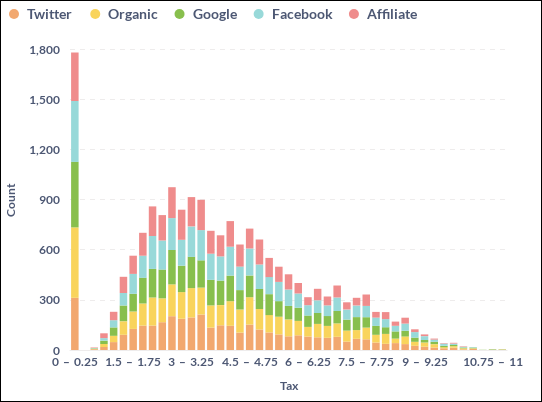 Twitter Organic Google Facebook Affiliate
1,800
1,500
1,200
900
600
300
0
Count
0 – 0.25 1.5 – 1.75 3 – 3.25 4.5 – 4.75 6 – 6.25 7.5 – 7.75 9 – 9.25 10.75 – 11
Tax